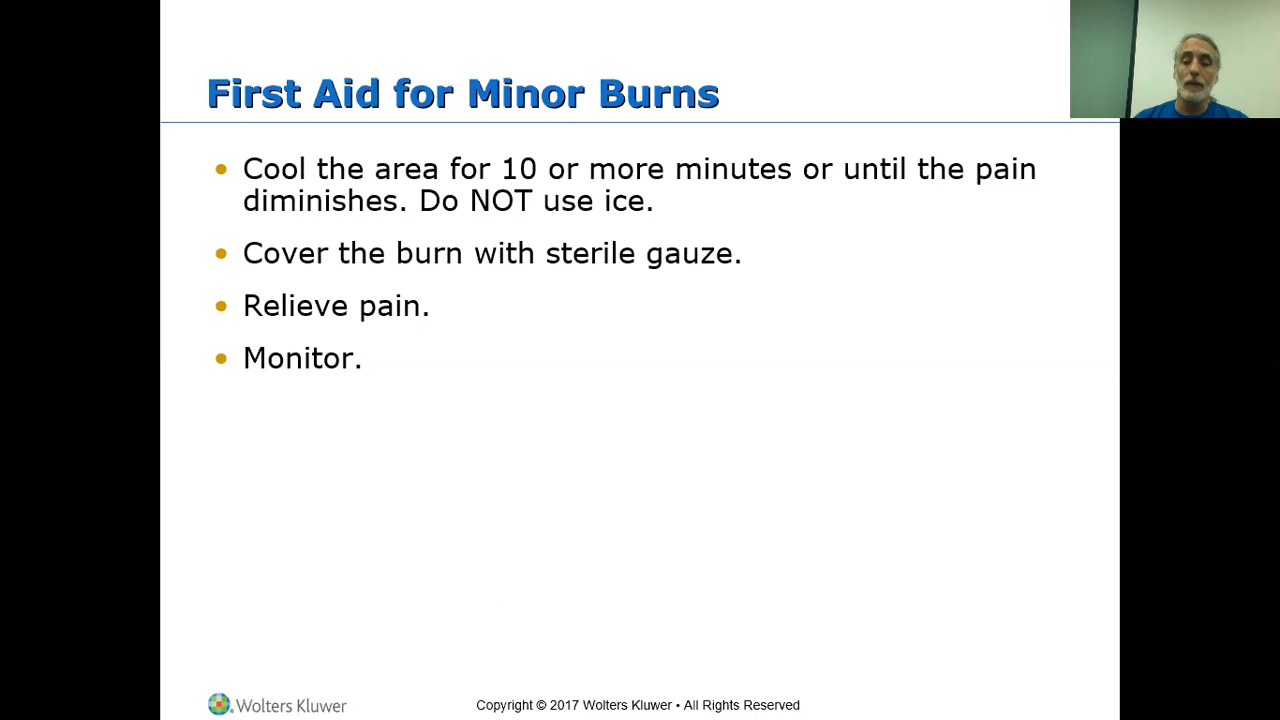 First Aid for Minor Burns
• Cool the area for 10 or more minutes or until the pain
diminishes. Do NOT use ice.
• Cover the burn with sterile gauze.
• Relieve pain.
• Monitor.
Wolters Kluwer
Copyright © 2017 Wolters Kluwer • All Rights Reserved